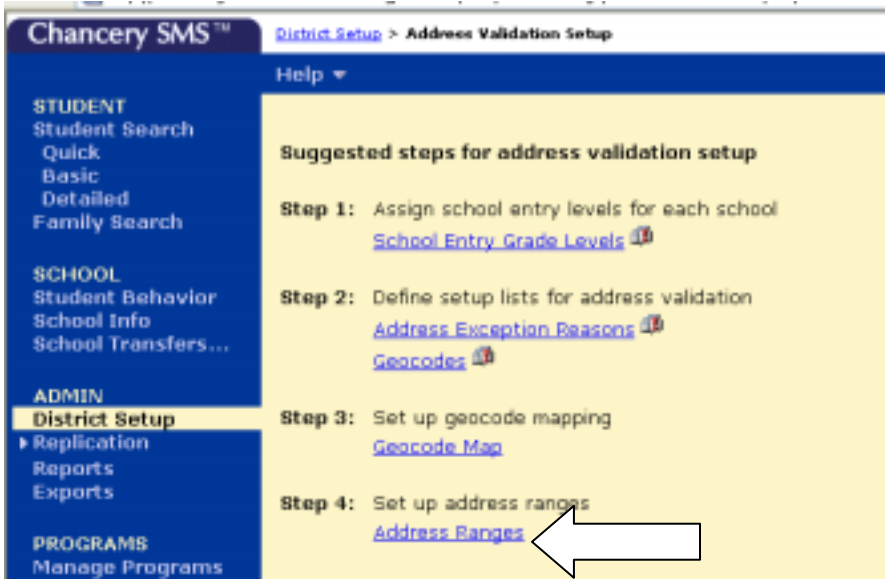 Chancery SMS™
District Setup > Address Validation Setup
Help
STUDENT
Student Search
Quick
Basic
Detailed
Family Search
SCHOOL
Student Behavior
School Info
School Transfers...
ADMIN
District Setup
Replication
Reports
Exports
PROGRAMS
Manage Programs
Suggested steps for address validation setup
Step 1: Assign school entry levels for each school
School Entry Grade Levels
Step 2: Define setup lists for address validation
Address Exception Reasons
Geocodes
Step 3: Set up geocode mapping
Geocode Map
Step 4: Set up address ranges
Address Ranges